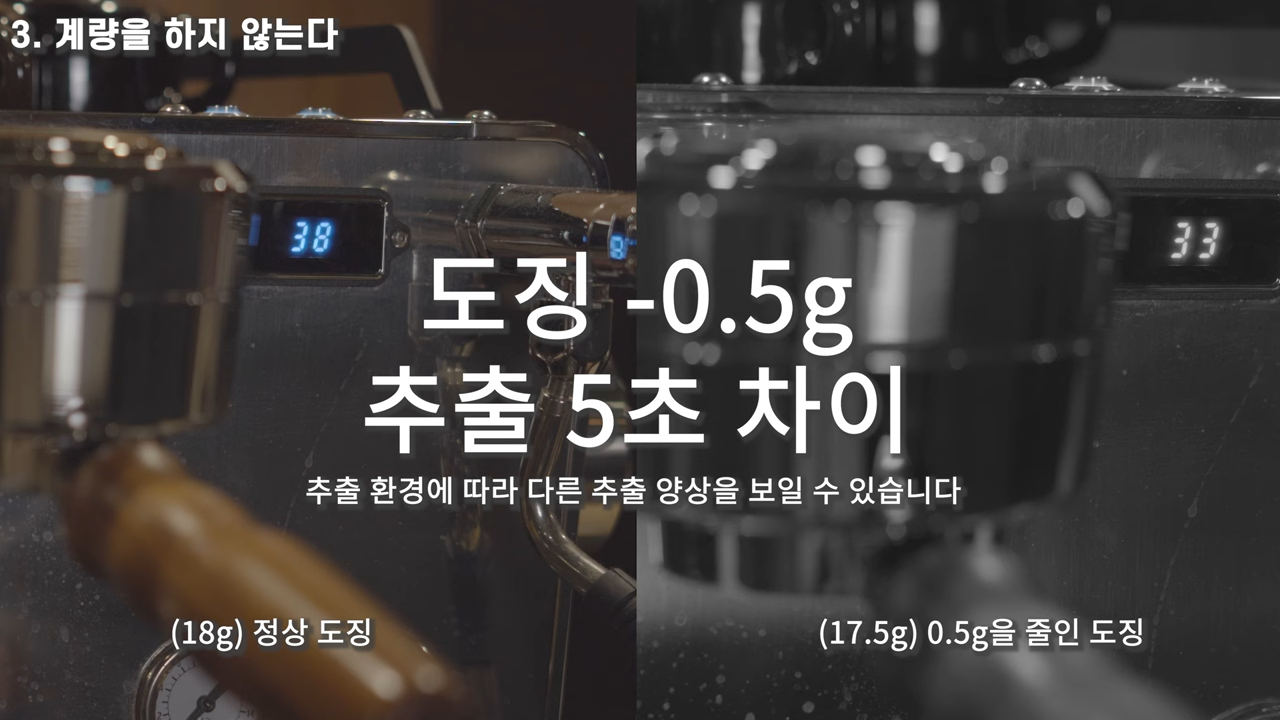 3. 계량을 하지 않는다
38
33
도징 -0.5g
추출 5초 차이
추출 환경에 따라 다른 추출 양상을 보일 수 있습니다
(18g) 정상 도징
(17.5g) 0.5g을 줄인 도징